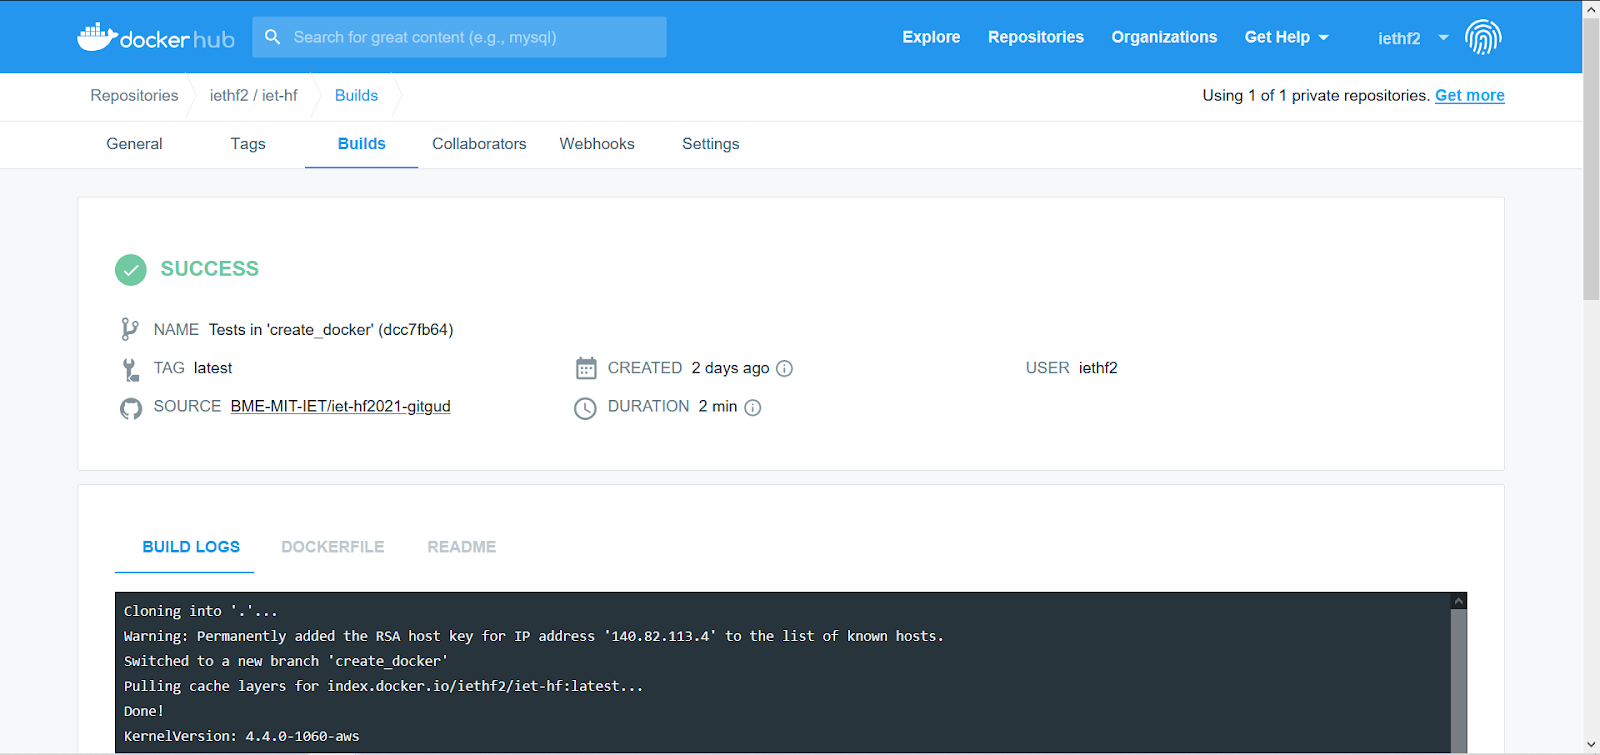 docker hub Search for great content (e.g., mysql) Explore Repositories Organizations Get Help iethf2
Repositories iethf2 / iet-hf Builds Using 1 of 1 private repositories. Get more
General Tags Builds Collaborators Webhooks Settings
SUCCESS
NAME Tests in 'create_docker' (dcc7fb64)
TAG latest CREATED 2 days ago USER iethf2
SOURCE BME-MIT-IET/iet-hf2021-gitgud DURATION 2 min
BUILD LOGS DOCKERFILE README
Cloning into '.'...
Warning: Permanently added the RSA host key for IP address '140.82.113.4' to the list of known hosts.
Switched to a new branch 'create_docker'
Pulling cache layers for index.docker.io/iethf2/iet-hf:latest...
Done!
KernelVersion: 4.4.0-1060-aws